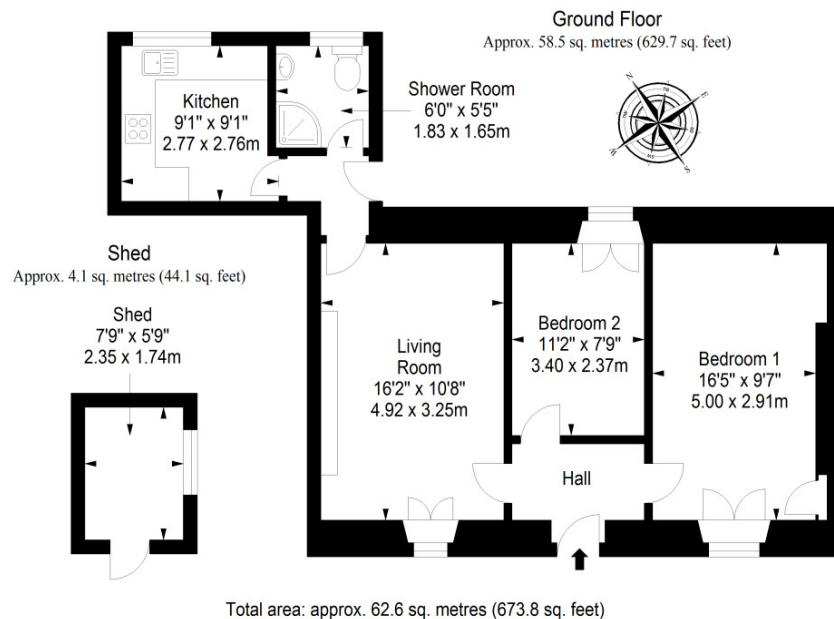 Ground Floor
Approx. 58.5 sq. metres (629.7 sq. feet)
Kitchen
9'1" x 9'1"
2.77 x 2.76m
Shower Room
6'0" x 5'5"
1.83 x 1.65m
N
E
S
W
Shed
Approx. 4.1 sq. metres (44.1 sq. feet)
Shed
7'9" x 5'9"
2.35 x 1.74m
Living
Room
16'2" x 10'8"
4.92 x 3.25m
Bedroom 2
11'2" x 7'9"
3.40 x 2.37m
Bedroom 1
16'5" x 9'7"
5.00 x 2.91m
Hall
Total area: approx. 62.6 sq. metres (673.8 sq. feet)